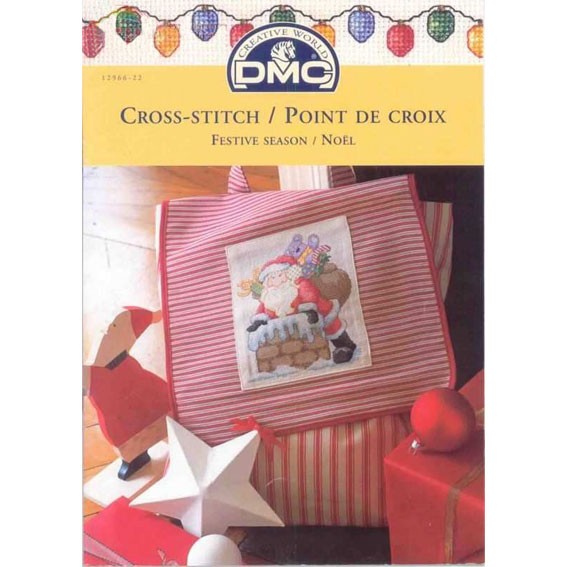 CREATIVE WORLD
DMC
12966-22
CROSS-STITCH / POINT DE CROIX
FESTIVE SEASON / NOËL